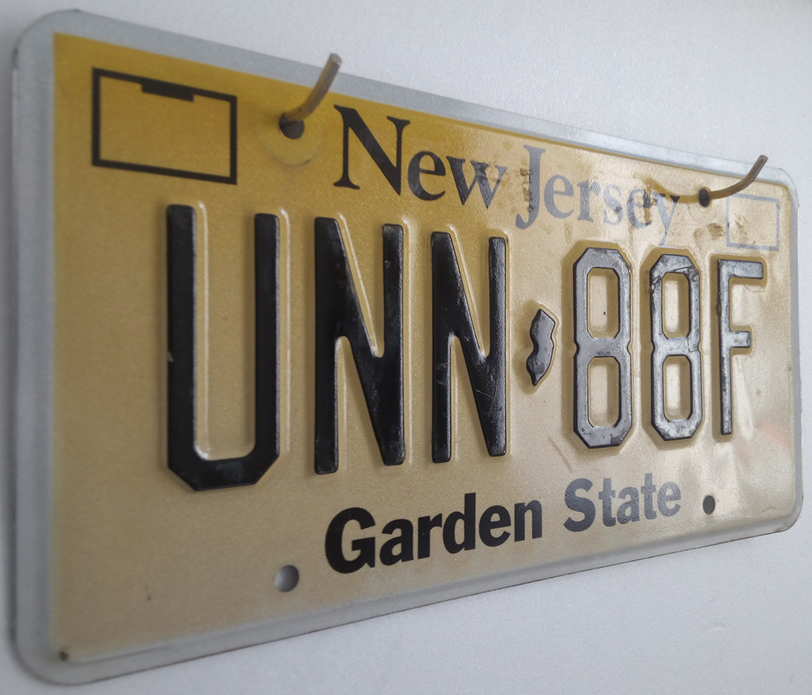 New Jersey
UNN 88F
Garden State